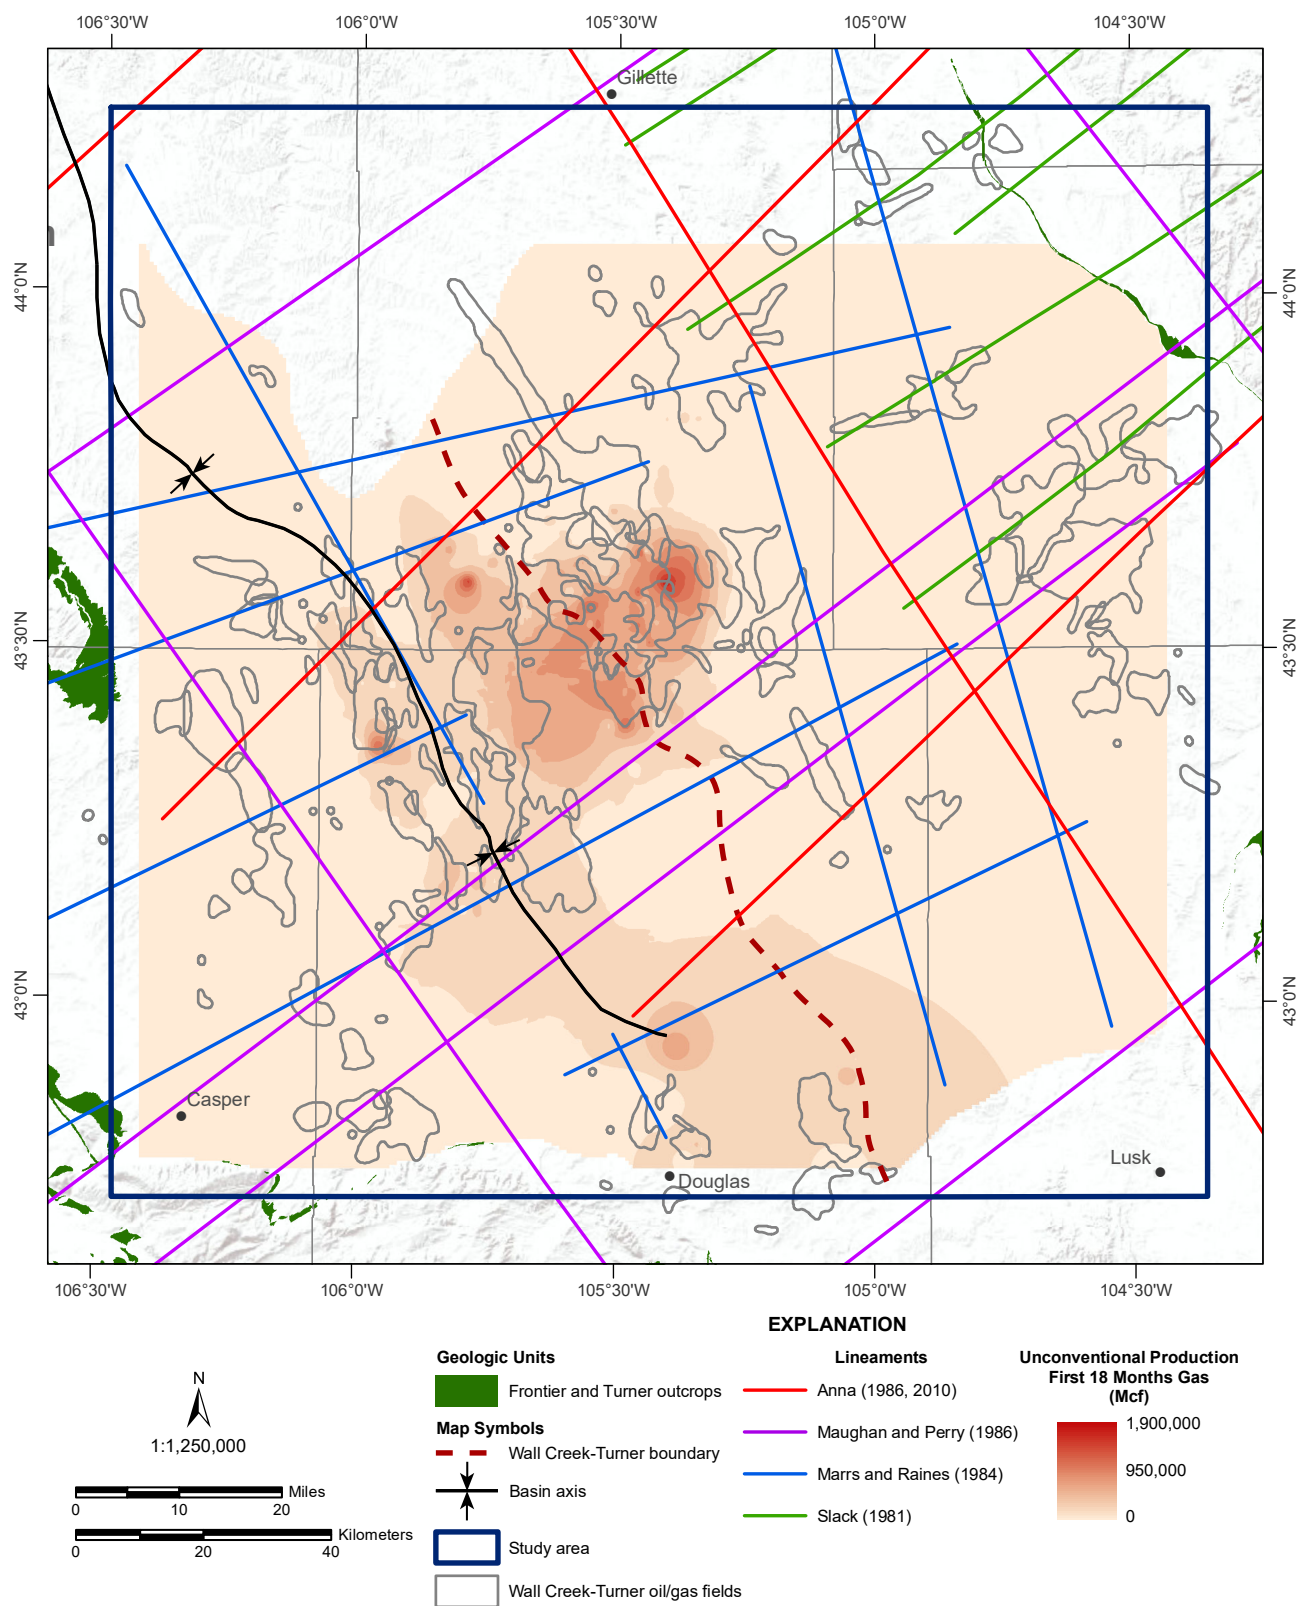 106°30'W 106°0'W 105°30'W 105°0'W 104°30'W
Gillette
44°0'N 44°0'N
43°30'N 43°30'N
43°0'N 43°0'N
Casper
Lusk
Douglas
106°30'W 106°0'W 105°30'W 105°0'W 104°30'W
EXPLANATION
Geologic Units
Frontier and Turner outcrops
Map Symbols
Wall Creek-Turner boundary
Basin axis
Study area
Wall Creek-Turner oil/gas fields
Lineaments
Anna (1986, 2010)
Maughan and Perry (1986)
Marrs and Raines (1984)
Slack (1981)
Unconventional Production
First 18 Months Gas
(Mcf)
1,900,000
950,000
0
N
1:1,250,000
Miles
0 10 20
Kilometers
0 20 40